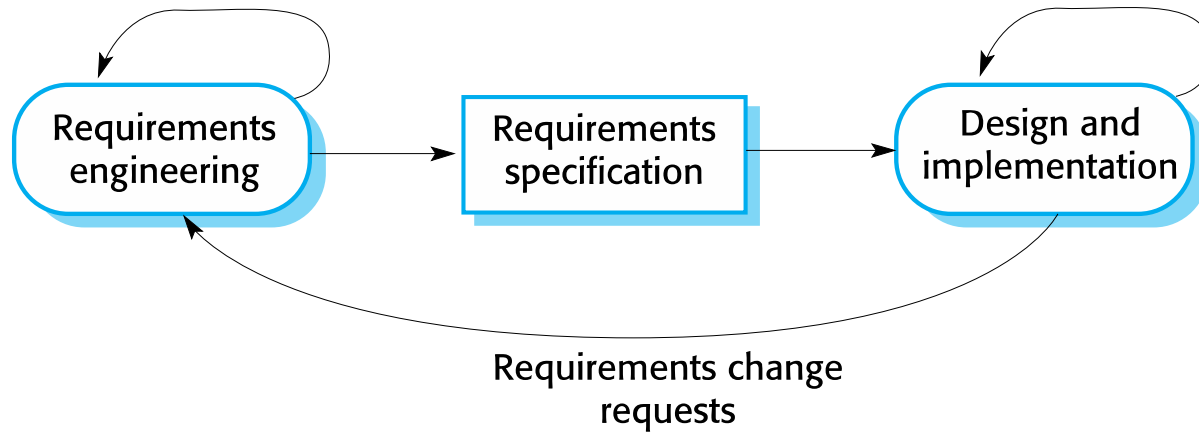 Requirements
engineering
Requirements
specification
Design and
implementation
Requirements change
requests